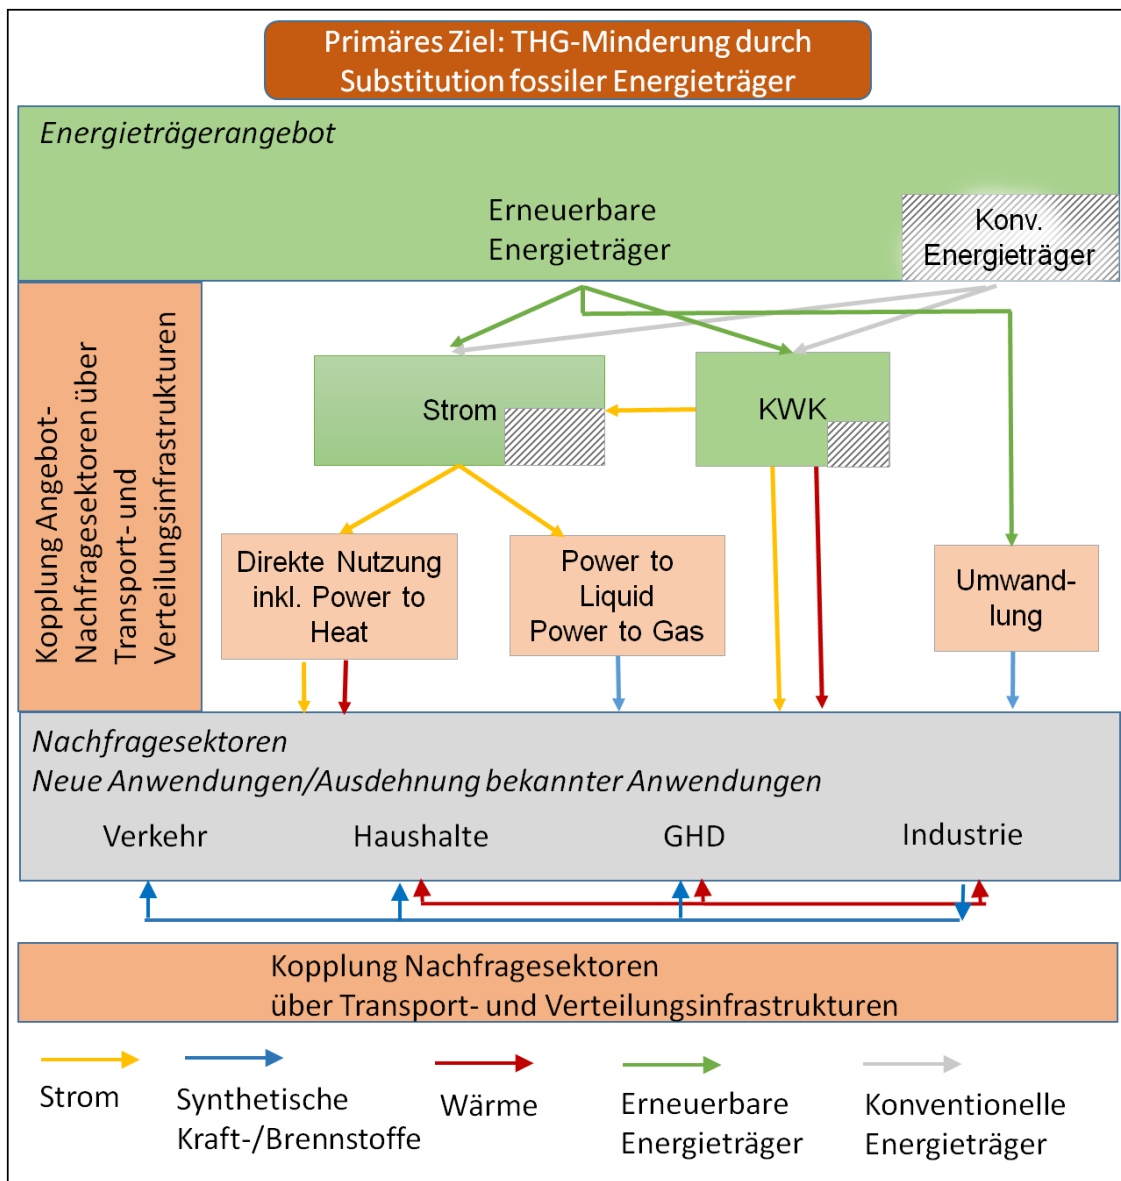 Primäres Ziel: THG-Minderung durch
Substitution fossiler Energieträger
Energieträgerangebot
Erneuerbare
Energieträger
Konv.
Energieträger
Kopplung Angebot-
Nachfragesektoren über
Transport- und
Verteilungsinfrastrukturen
Strom
KWK
Direkte Nutzung
inkl. Power to
Heat
Power to
Liquid
Power to Gas
Umwand-
lung
Nachfragesektoren
Neue Anwendungen/Ausdehnung bekannter Anwendungen
Verkehr
Haushalte
GHD
Industrie
Kopplung Nachfragesektoren
über Transport- und Verteilungsinfrastrukturen
Strom
Synthetische
Kraft-/Brennstoffe
Wärme
Erneuerbare
Energieträger
Konventionelle
Energieträger